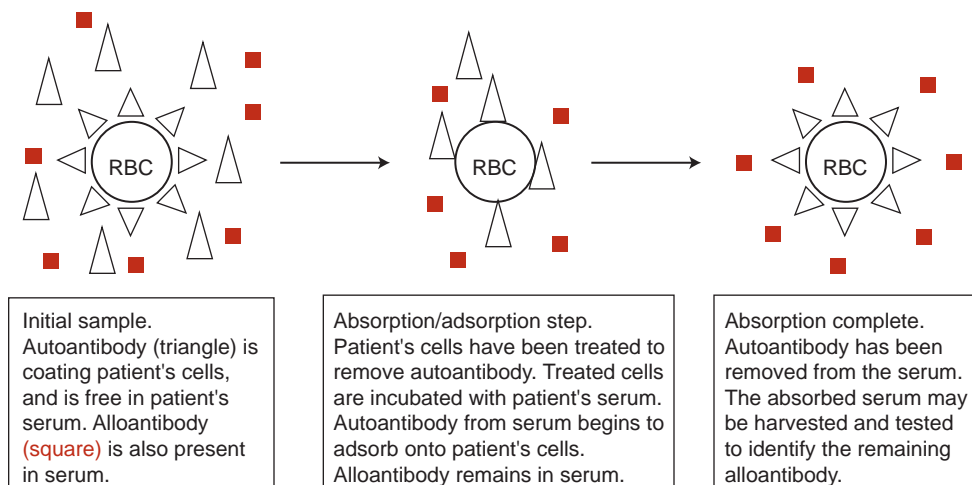 RBC
RBC
RBC
Initial sample.
Autoantibody (triangle) is
coating patient's cells,
and is free in patient's
serum. Alloantibody
(square) is also present
in serum.
Absorption/adsorption step.
Patient's cells have been treated to
remove autoantibody. Treated cells
are incubated with patient's serum.
Autoantibody from serum begins to
adsorb onto patient's cells.
Alloantibody remains in serum.
Absorption complete.
Autoantibody has been
removed from the serum.
The absorbed serum may
be harvested and tested
to identify the remaining
alloantibody.